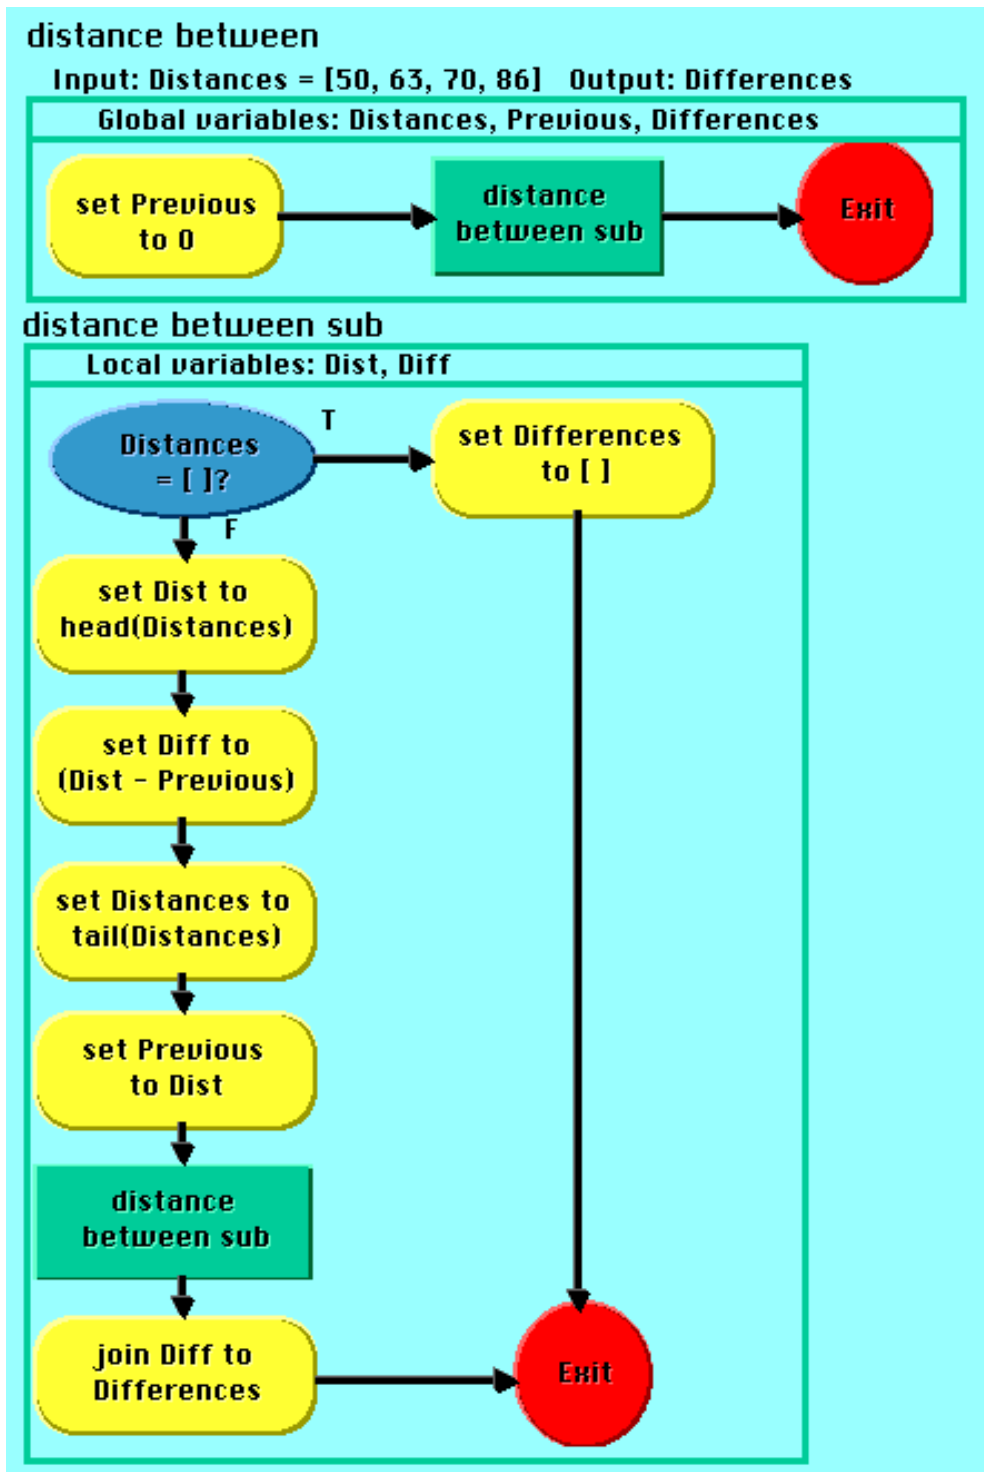 distance between
Input: Distances = [50, 63, 70, 86] Output: Differences
Global variables: Distances, Previous, Differences
set Previous
to 0
distance
between sub
Exit
distance between sub
Local variables: Dist, Diff
Distances
= [ ]?
T
set Differences
to [ ]
F
set Dist to
head(Distances)
set Diff to
(Dist - Previous)
set Distances to
tail(Distances)
set Previous
to Dist
distance
between sub
join Diff to
Differences
Exit